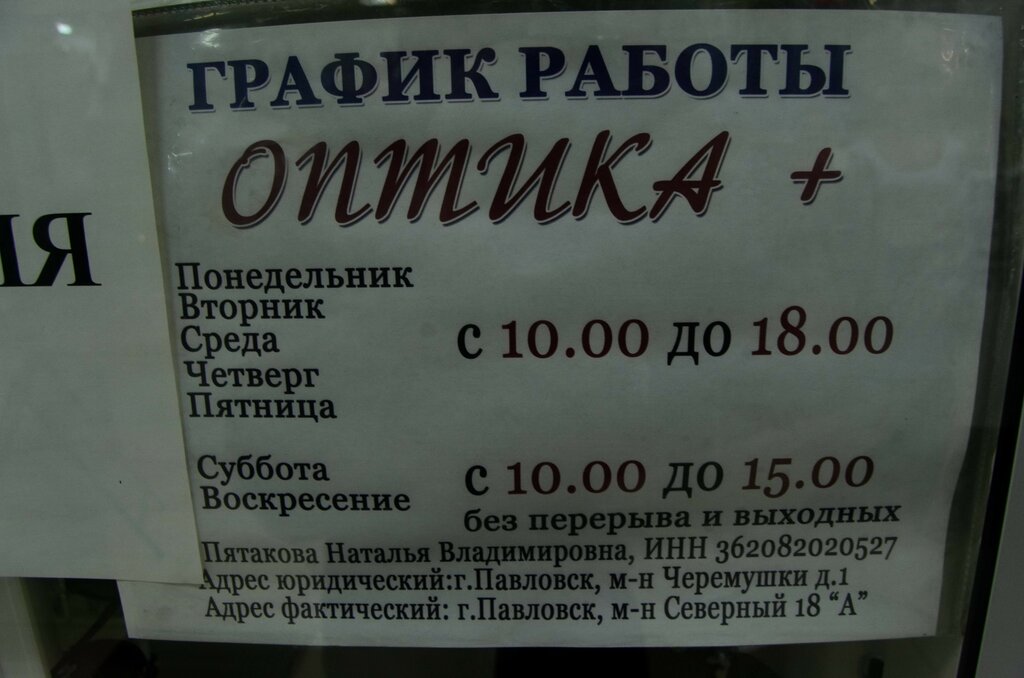 ГРАФИК РАБОТЫ
ОПТИКА +
ИЯ
Понедельник
Вторник
Среда
Четверг
Пятница
с 10.00 до 18.00
Суббота
Воскресение
с 10.00 до 15.00
без перерыва и выходных
Пятакова Наталья Владимировна, ИНН 362082020527
Адрес юридический:г.Павловск, м-н Черемушки д.1
Адрес фактический: г.Павловск, м-н Северный 18 “А”